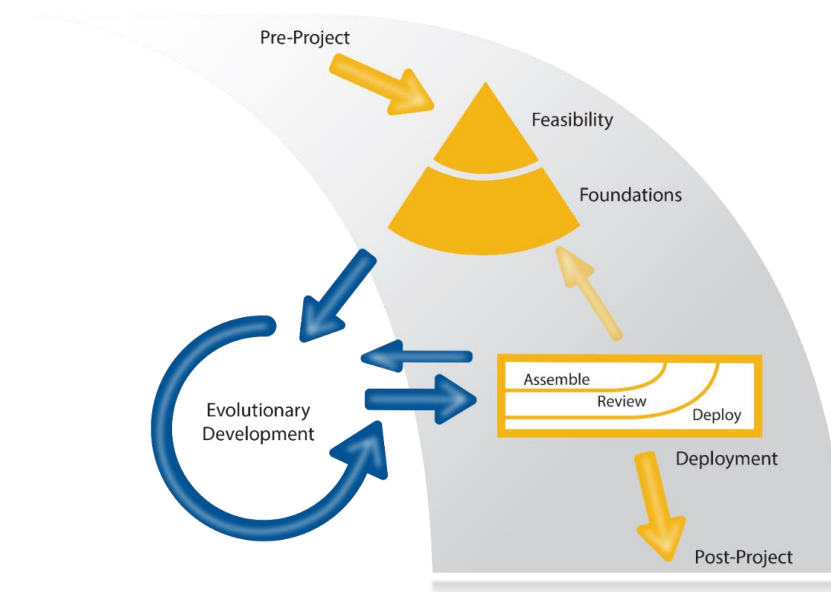 Pre-Project
Feasibility
Foundations
Evolutionary
Development
Assemble
Review
Deploy
Deployment
Post-Project